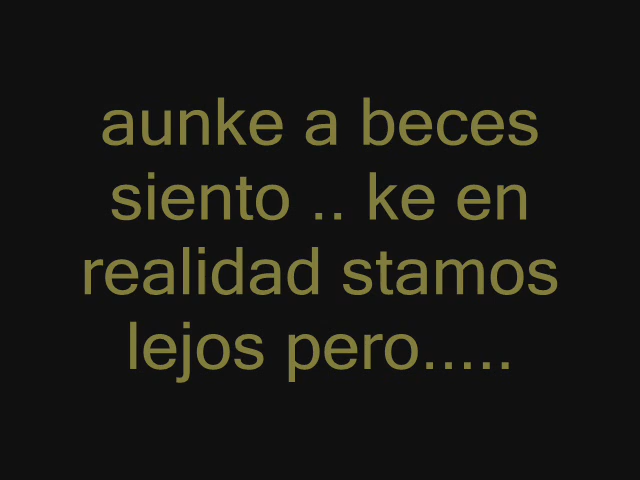 aunke a beces
siento .. ke en
realidad stamos
lejos pero.....